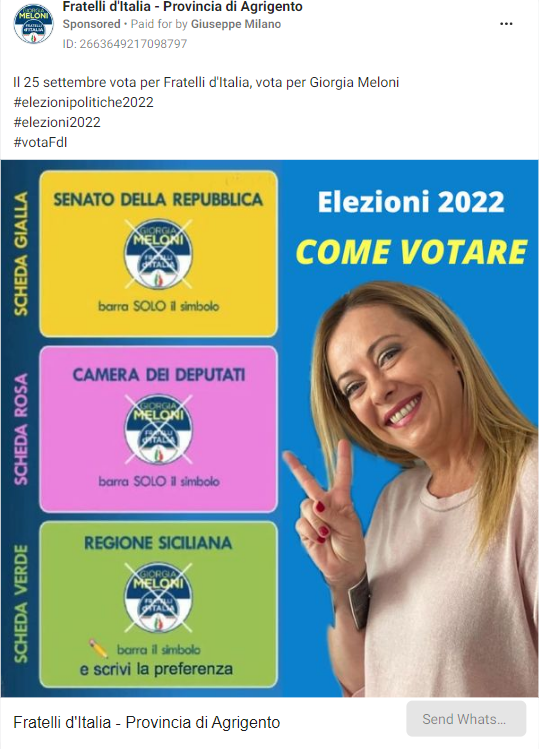 Fratelli d'Italia - Provincia di Agrigento
Sponsored • Paid for by Giuseppe Milano
ID: 2663649217098797
Il 25 settembre vota per Fratelli d'Italia, vota per Giorgia Meloni
#elezionipolitiche2022
#elezioni2022
#votaFdI
SCHEDA GIALLA
SENATO DELLA REPUBBLICA
GIORGIA
MELONI
FRATELLI
d'ITALIA
barra SOLO il simbolo
SCHEDA ROSA
CAMERA DEI DEPUTATI
GIORGIA
MELONI
FRATELLI
d'ITALIA
barra SOLO il simbolo
SCHEDA VERDE
REGIONE SICILIANA
GIORGIA
MELONI
FRATELLI
d'ITALIA
barra il simbolo
e scrivi la preferenza
Elezioni 2022
COME VOTARE
Fratelli d'Italia - Provincia di Agrigento
Send Whats...